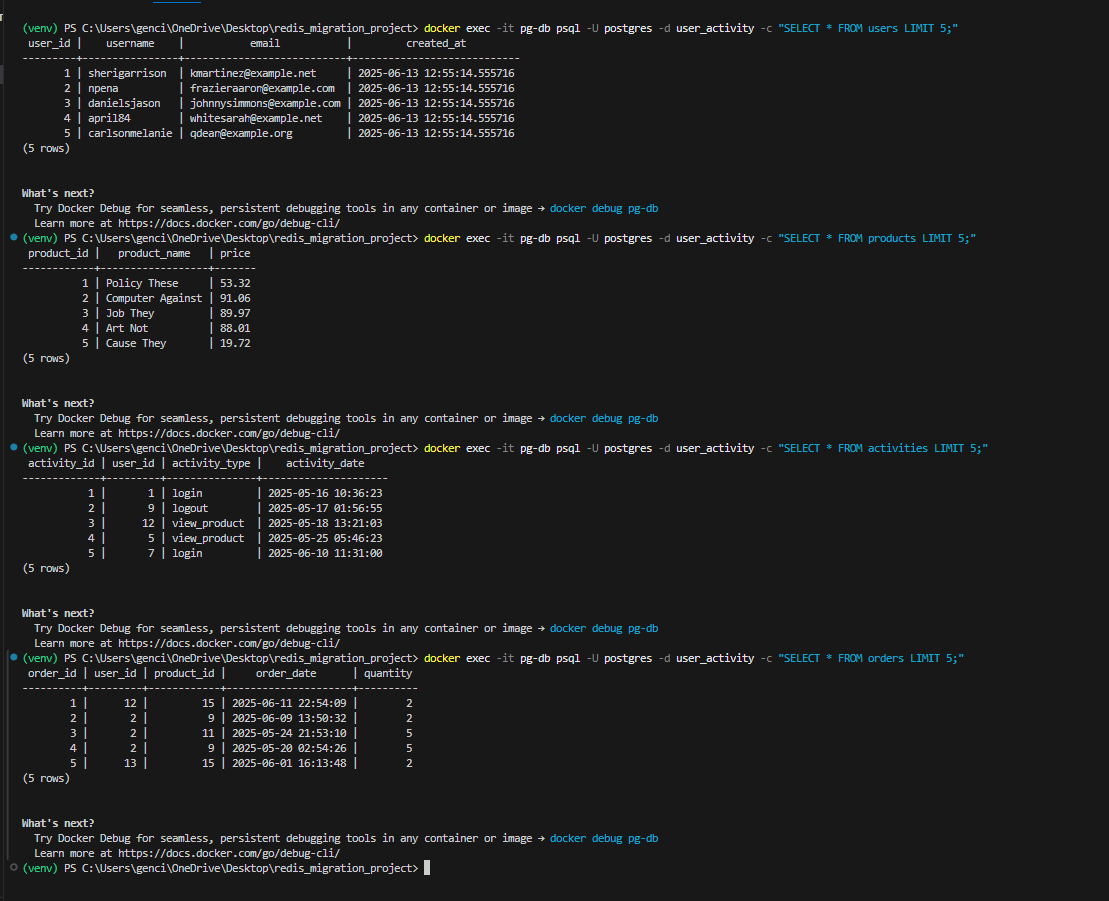 (venv) PS C:\Users\genci\OneDrive\Desktop\redis_migration_project> docker exec -it pg-db psql -U postgres -d user_activity -c "SELECT * FROM users LIMIT 5;"
 user_id |    username    |           email           |         created_at
---------+----------------+---------------------------+----------------------------
       1 | sherigarrison  | kmartinez@example.net     | 2025-06-13 12:55:14.555716
       2 | npena          | frazieraaron@example.com  | 2025-06-13 12:55:14.555716
       3 | danielsjason   | johnnysimmons@example.com | 2025-06-13 12:55:14.555716
       4 | april84        | whitesarah@example.net    | 2025-06-13 12:55:14.555716
       5 | carlsonmelanie | qdean@example.org         | 2025-06-13 12:55:14.555716
(5 rows)
What's next?
  Try Docker Debug for seamless, persistent debugging tools in any container or image → docker debug pg-db
  Learn more at https://docs.docker.com/go/debug-cli/
(venv) PS C:\Users\genci\OneDrive\Desktop\redis_migration_project> docker exec -it pg-db psql -U postgres -d user_activity -c "SELECT * FROM products LIMIT 5;"
 product_id |   product_name   | price
------------+------------------+-------
          1 | Policy These     | 53.32
          2 | Computer Against | 91.06
          3 | Job They         | 89.97
          4 | Art Not          | 88.01
          5 | Cause They       | 19.72
(5 rows)
What's next?
  Try Docker Debug for seamless, persistent debugging tools in any container or image → docker debug pg-db
  Learn more at https://docs.docker.com/go/debug-cli/
(venv) PS C:\Users\genci\OneDrive\Desktop\redis_migration_project> docker exec -it pg-db psql -U postgres -d user_activity -c "SELECT * FROM activities LIMIT 5;"
 activity_id | user_id | activity_type |    activity_date
-------------+---------+---------------+---------------------
           1 |       1 | login         | 2025-05-16 10:36:23
           2 |       9 | logout        | 2025-05-17 01:56:55
           3 |      12 | view_product  | 2025-05-18 13:21:03
           4 |       5 | view_product  | 2025-05-25 05:46:23
           5 |       7 | login         | 2025-06-10 11:31:00
(5 rows)
What's next?
  Try Docker Debug for seamless, persistent debugging tools in any container or image → docker debug pg-db
  Learn more at https://docs.docker.com/go/debug-cli/
(venv) PS C:\Users\genci\OneDrive\Desktop\redis_migration_project> docker exec -it pg-db psql -U postgres -d user_activity -c "SELECT * FROM orders LIMIT 5;"
 order_id | user_id | product_id |     order_date      | quantity
----------+---------+------------+---------------------+----------
        1 |      12 |         15 | 2025-06-11 22:54:09 |        2
        2 |       2 |          9 | 2025-06-09 13:50:32 |        2
        3 |       2 |         11 | 2025-05-24 21:53:10 |        5
        4 |       2 |          9 | 2025-05-20 02:54:26 |        5
        5 |      13 |         15 | 2025-06-01 16:13:48 |        2
(5 rows)
What's next?
  Try Docker Debug for seamless, persistent debugging tools in any container or image → docker debug pg-db
  Learn more at https://docs.docker.com/go/debug-cli/
(venv) PS C:\Users\genci\OneDrive\Desktop\redis_migration_project>